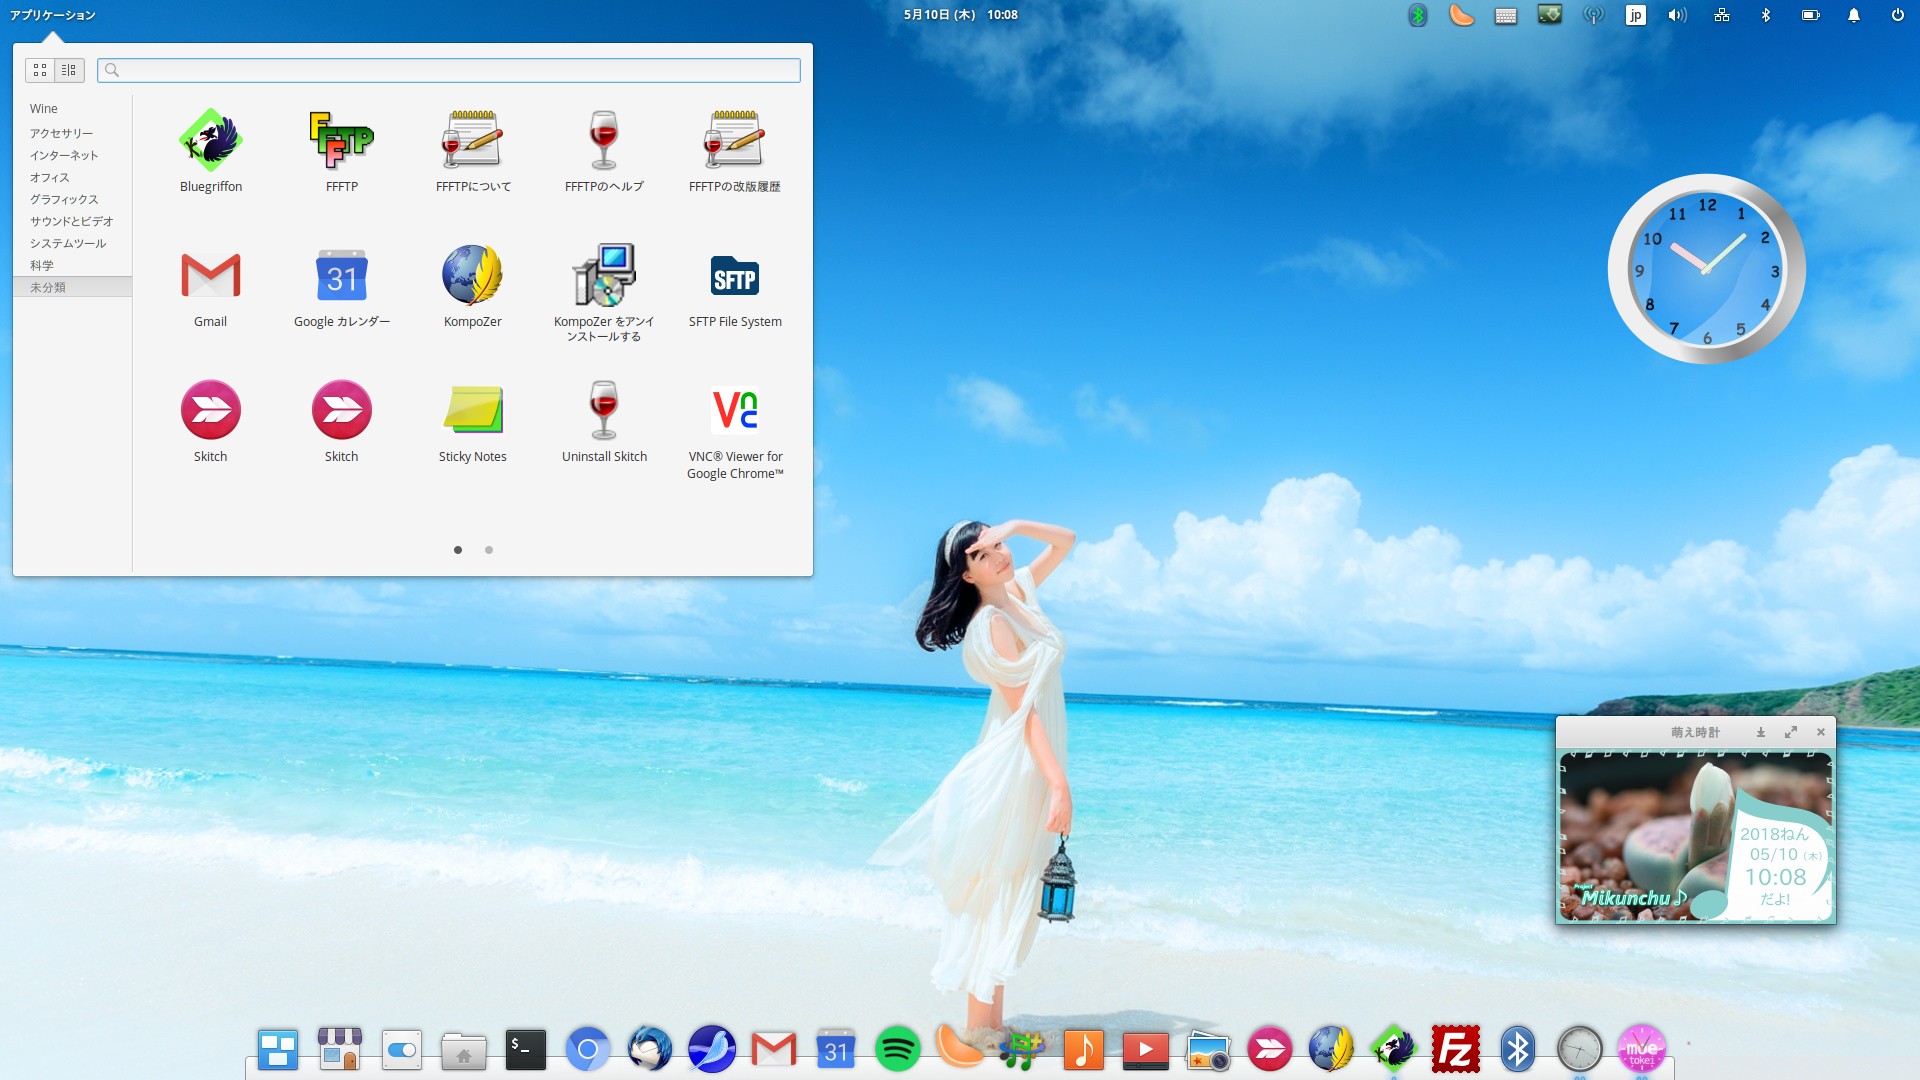 アプリケーション
5月10日 (木) 10:08
jp
Wine
アクセサリー
インターネット
オフィス
グラフィックス
サウンドとビデオ
システムツール
科学
未分類
Bluegriffon
FFFTP
FFFTPについて
FFFTPのヘルプ
FFFTPの改版履歴
31
SFTP
Gmail
Google カレンダー
KompoZer
KompoZer をアンイ
ンストールする
SFTP File System
Vnc
Skitch
Skitch
Sticky Notes
Uninstall Skitch
VNC® Viewer for
Google Chrome™
12
1
2
3
4
5
6
7
8
9
10
11
萌え時計
2018ねん
05/10 (木)
10:08
だよ!
Project
Mikunchu♪
$-
31
Fz
mue
tokei